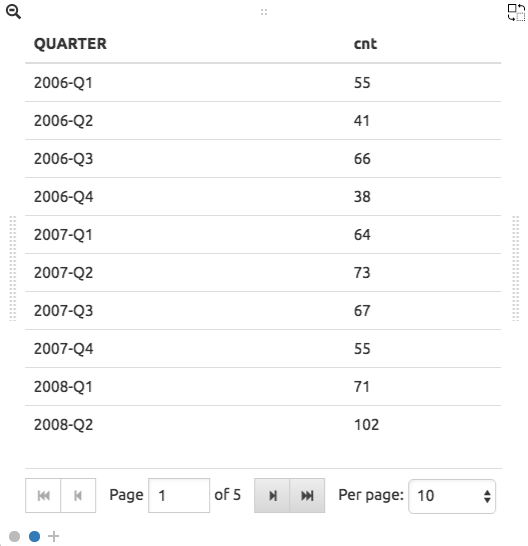 QUARTER cnt
2006-Q1 55
2006-Q2 41
2006-Q3 66
2006-Q4 38
2007-Q1 64
2007-Q2 73
2007-Q3 67
2007-Q4 55
2008-Q1 71
2008-Q2 102
Page 1 of 5 Per page: 10